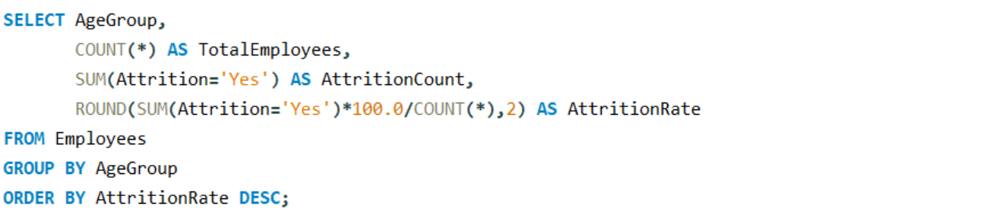 SELECT AgeGroup,
       COUNT(*) AS TotalEmployees,
       SUM(Attrition='Yes') AS AttritionCount,
       ROUND(SUM(Attrition='Yes')*100.0/COUNT(*),2) AS AttritionRate
FROM Employees
GROUP BY AgeGroup
ORDER BY AttritionRate DESC;